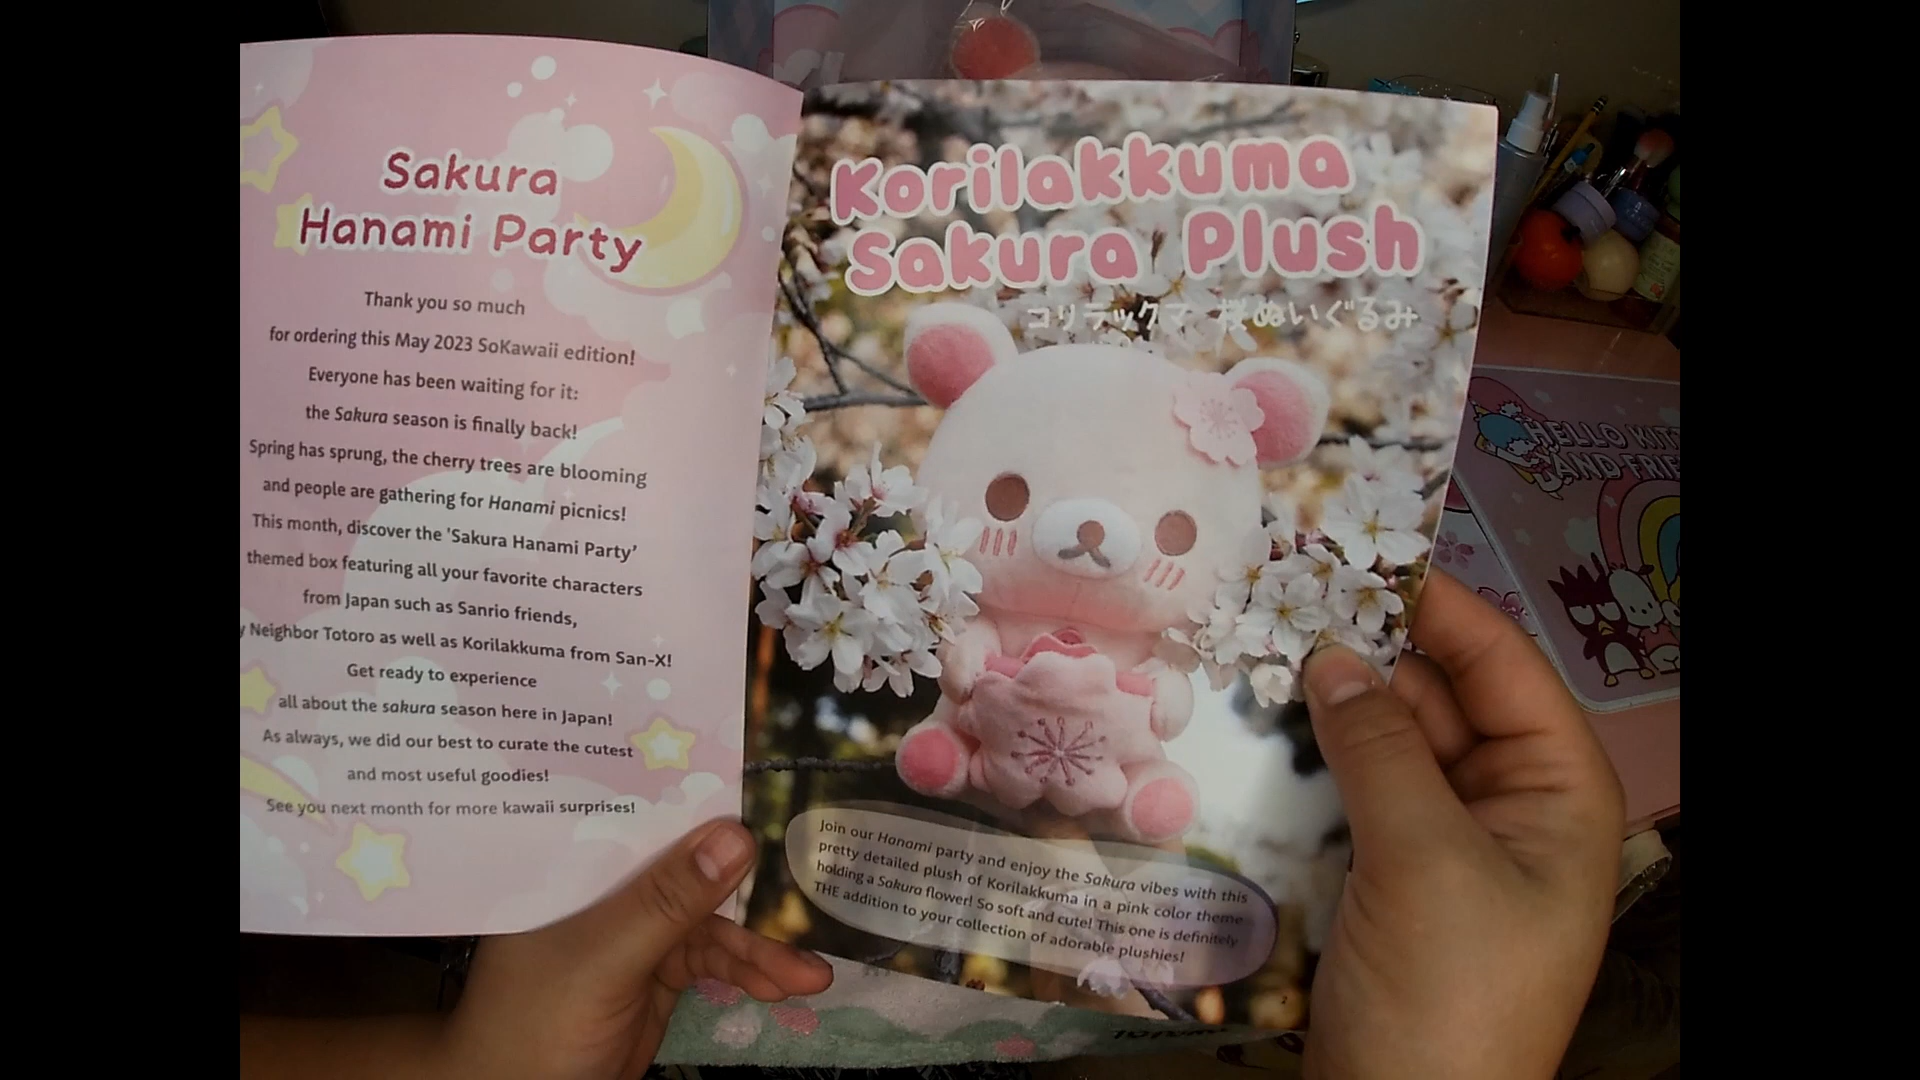 Sakura
Hanami Party
Thank you so much
for ordering this May 2023 SoKawaii edition!
Everyone has been waiting for it:
the Sakura season is finally back!
Spring has sprung, the cherry trees are blooming
and people are gathering for Hanami picnics!
This month, discover the 'Sakura Hanami Party'
themed box featuring all your favorite characters
from Japan such as Sanrio friends,
y Neighbor Totoro as well as Korilakkuma from San-X!
Get ready to experience
all about the sakura season here in Japan!
As always, we did our best to curate the cutest
and most useful goodies!
See you next month for more kawaii surprises!
Korilakkuma
Sakura Plush
コリラックマ 桜ぬいぐるみ
Join our Hanami party and enjoy the Sakura vibes with this
pretty detailed plush of Korilakkuma in a pink color theme
holding a Sakura flower! So soft and cute! This one is definitely
THE addition to your collection of adorable plushies!
2
HELLO KIT
AND FRIE